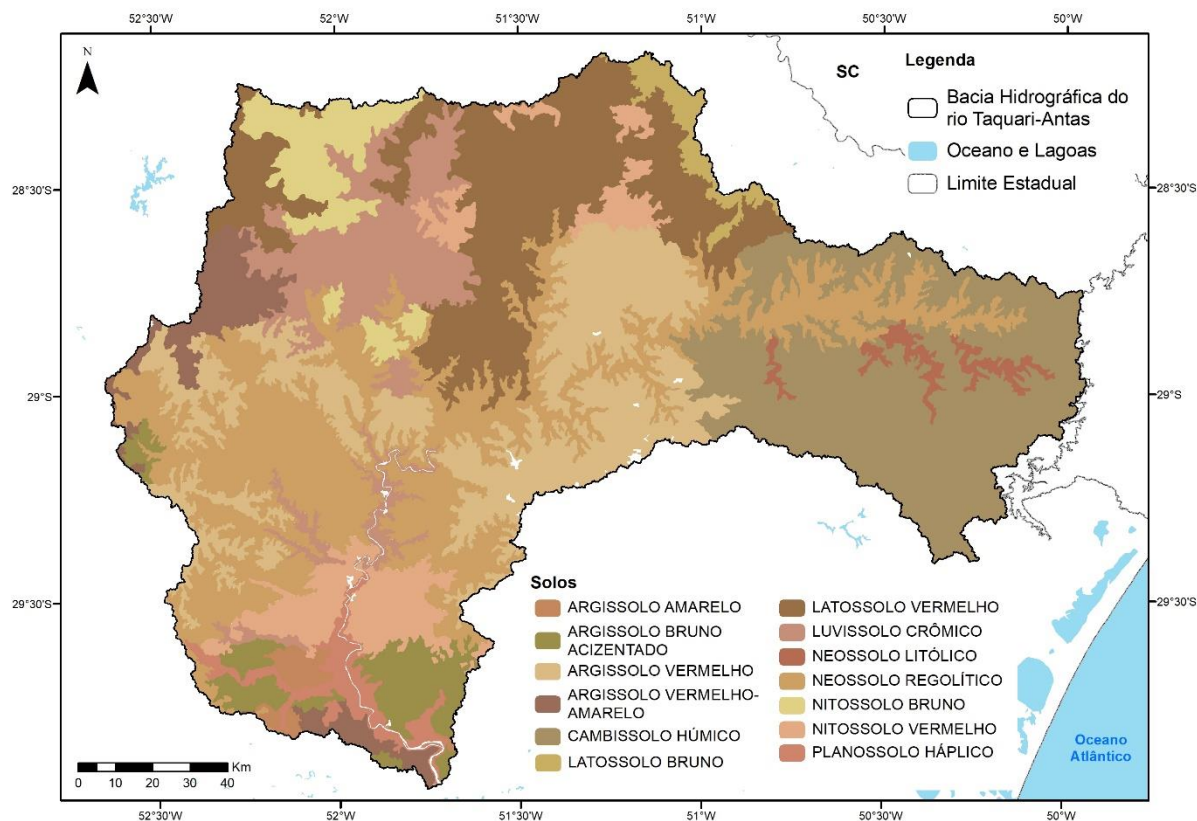 52°30'W
52°W
51°30'W
51°W
50°30'W
50°W
N
SC
Legenda
Bacia Hidrográfica do
rio Taquari-Antas
Oceano e Lagoas
Limite Estadual
28°30'S
28°30'S
29°S
29°S
29°30'S
29°30'S
Solos
ARGISSOLO AMARELO
ARGISSOLO BRUNO
ACIZENTADO
ARGISSOLO VERMELHO
ARGISSOLO VERMELHO-
AMARELO
CAMBISSOLO HÚMICO
LATOSSOLO BRUNO
LATOSSOLO VERMELHO
LUVISSOLO CRÔMICO
NEOSSOLO LITÓLICO
NEOSSOLO REGOLÍTICO
NITOSSOLO BRUNO
NITOSSOLO VERMELHO
PLANOSSOLO HÁPLICO
Oceano
Atlântico
Km
0 10 20 30 40
52°30'W
52°W
51°30'W
51°W
50°30'W
50°W